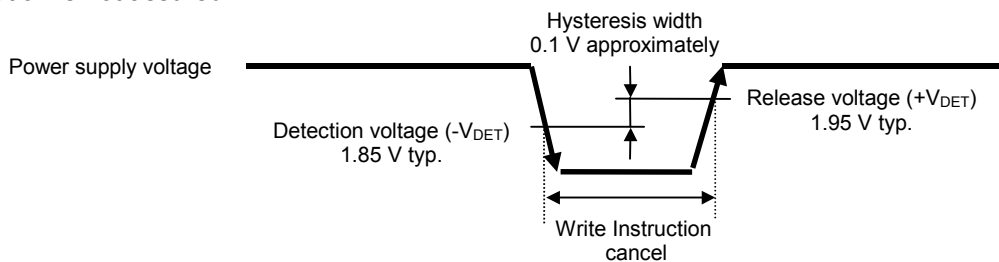 Hysteresis width
0.1 V approximately
Power supply voltage
Release voltage (+VDET)
1.95 V typ.
Detection voltage (-VDET)
1.85 V typ.
Write Instruction
cancel